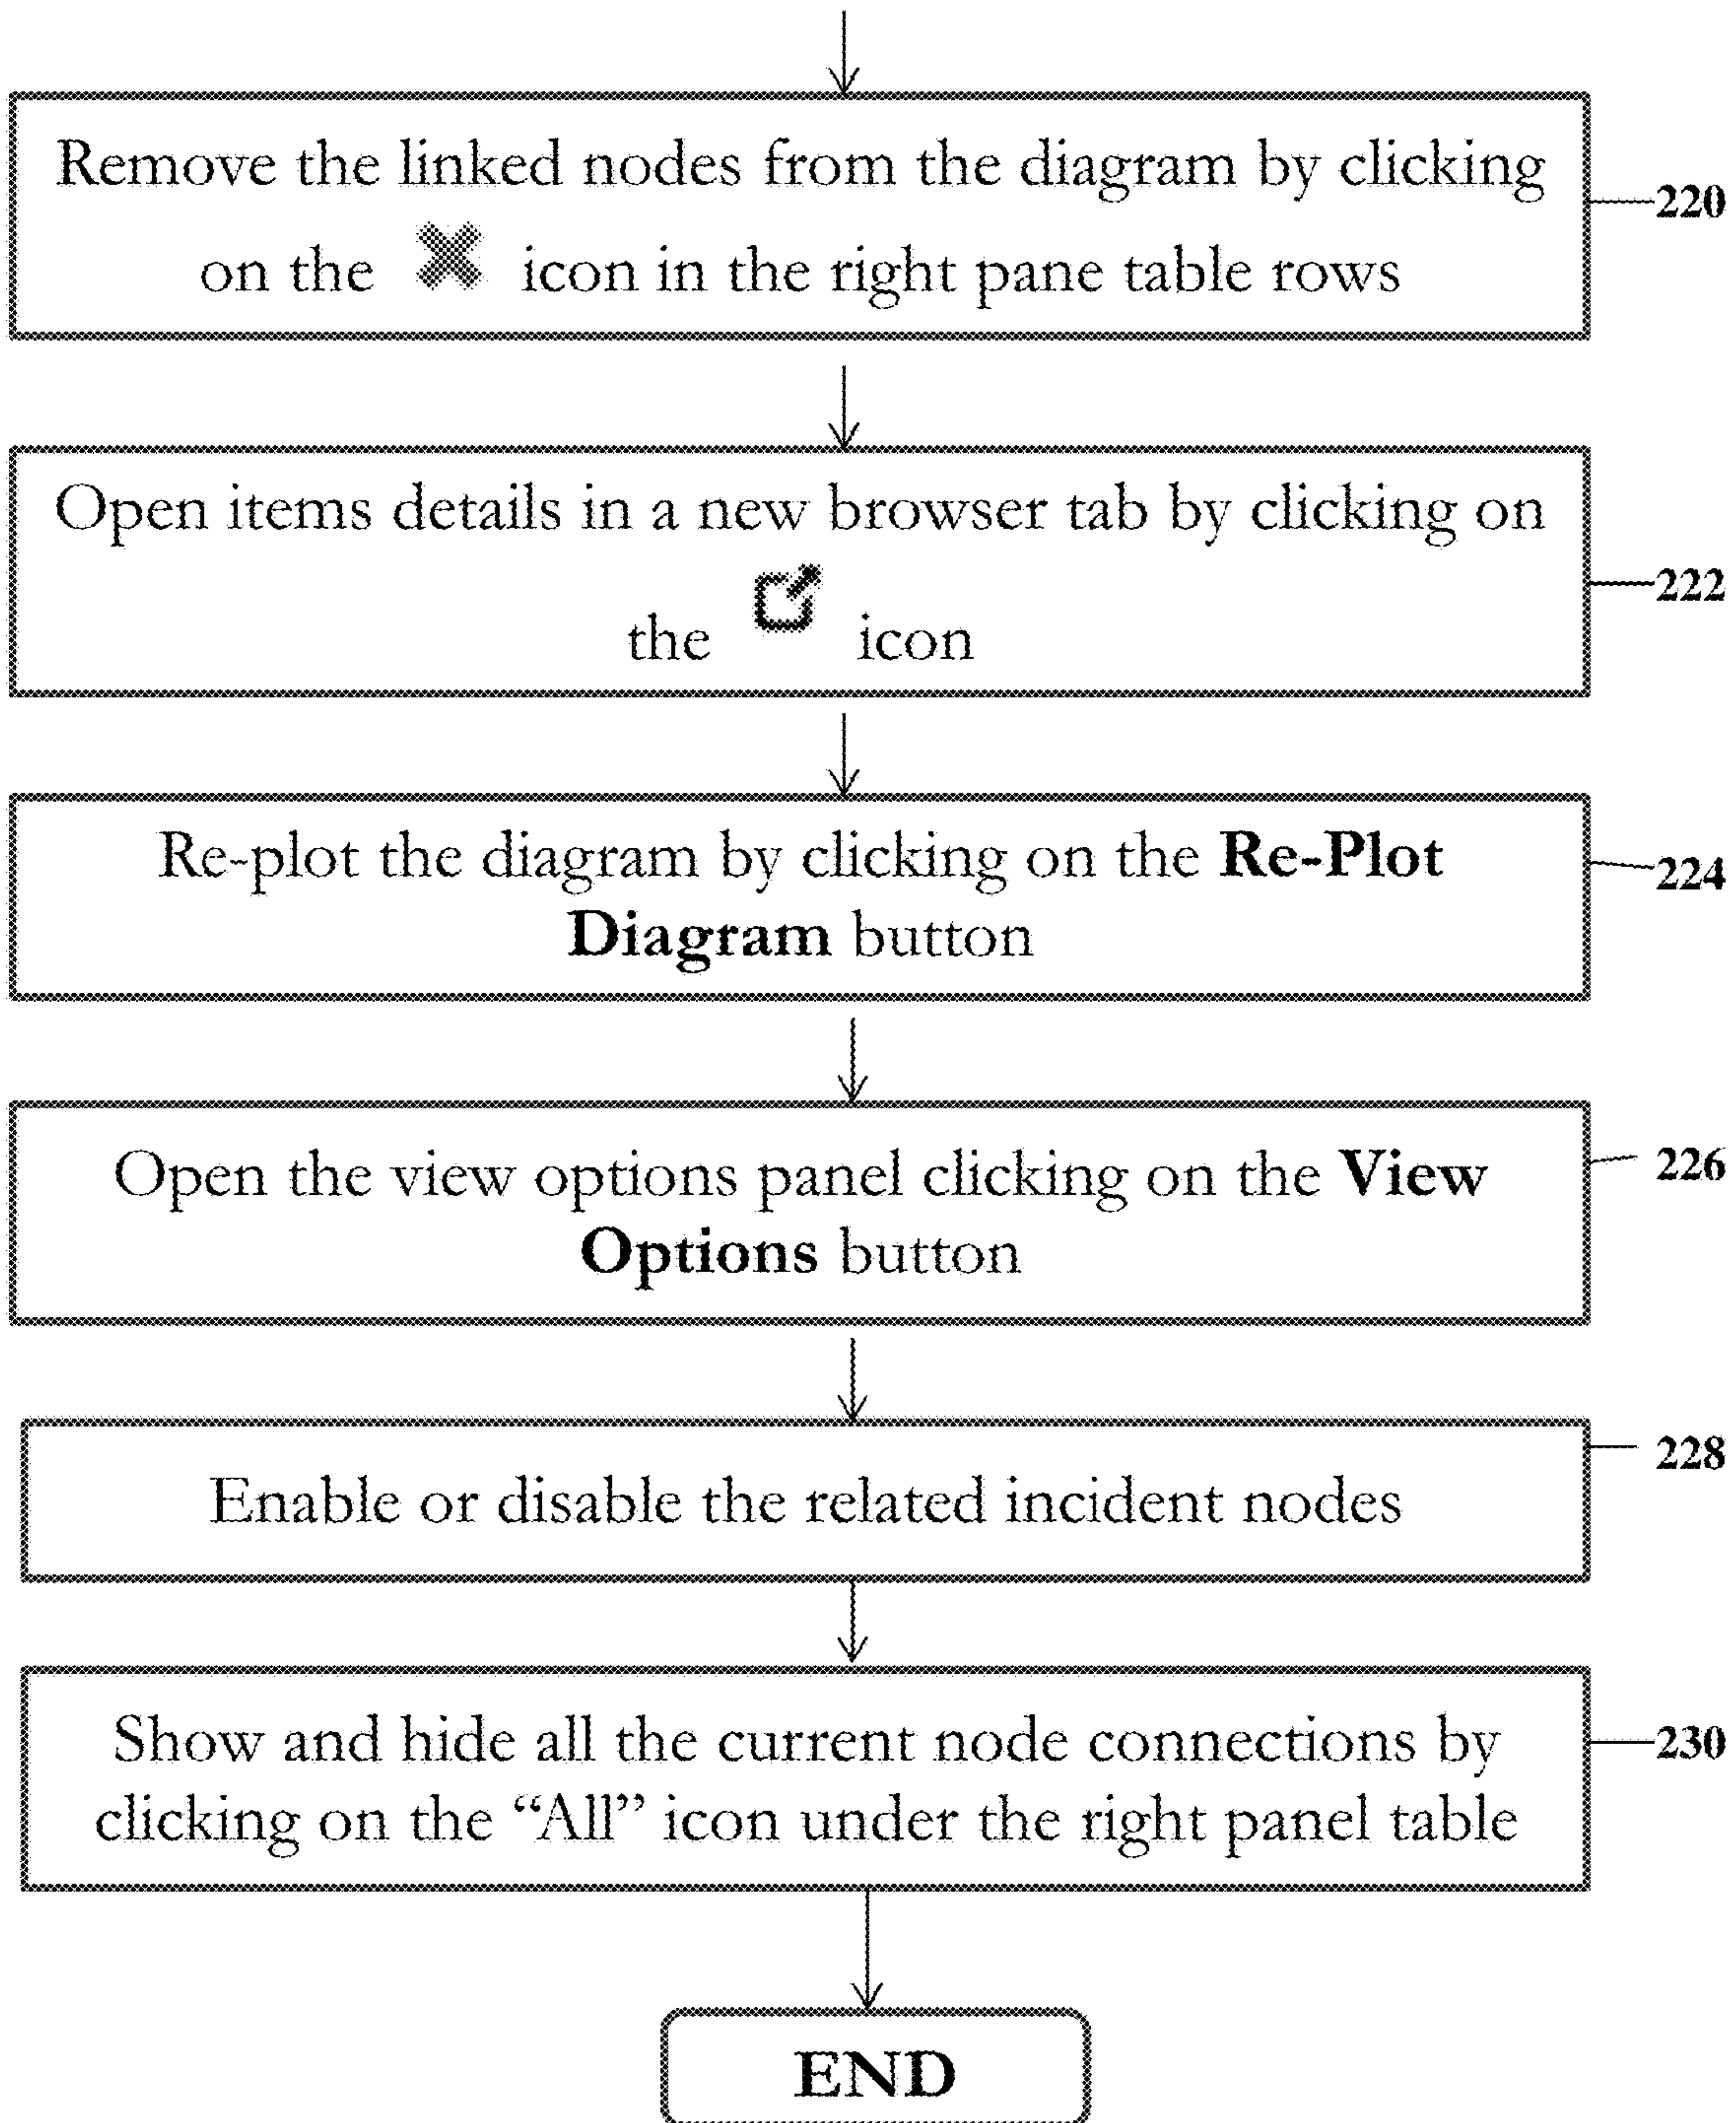 Remove the linked nodes from the diagram by clicking
on the icon in the right pane table rows
220
Open items details in a new browser tab by clicking on
the icon
222
Re-plot the diagram by clicking on the Re-Plot
Diagram button
224
Open the view options panel clicking on the View
Options button
226
Enable or disable the related incident nodes
228
Show and hide all the current node connections by
clicking on the “All” icon under the right panel table
230
END